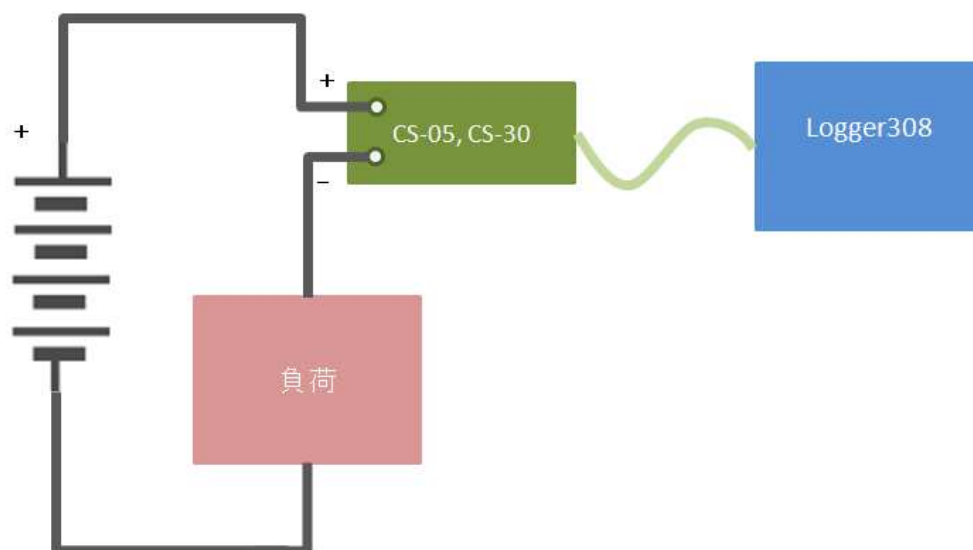 +
CS-05, CS-30
Logger308
+
–
負荷